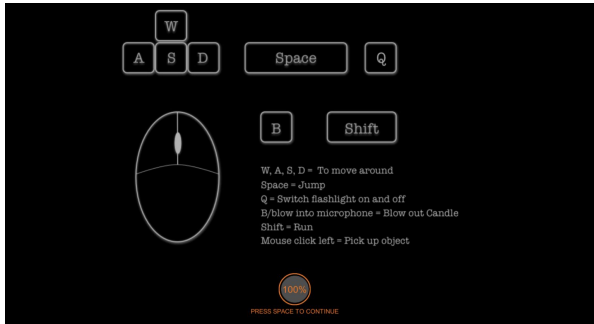 W
A S D Space Q
B Shift
W, A, S, D = To move around
Space = Jump
Q = Switch flashlight on and off
B/blow into microphone = Blow out Candle
Shift = Run
Mouse click left = Pick up object
100%
PRESS SPACE TO CONTINUE